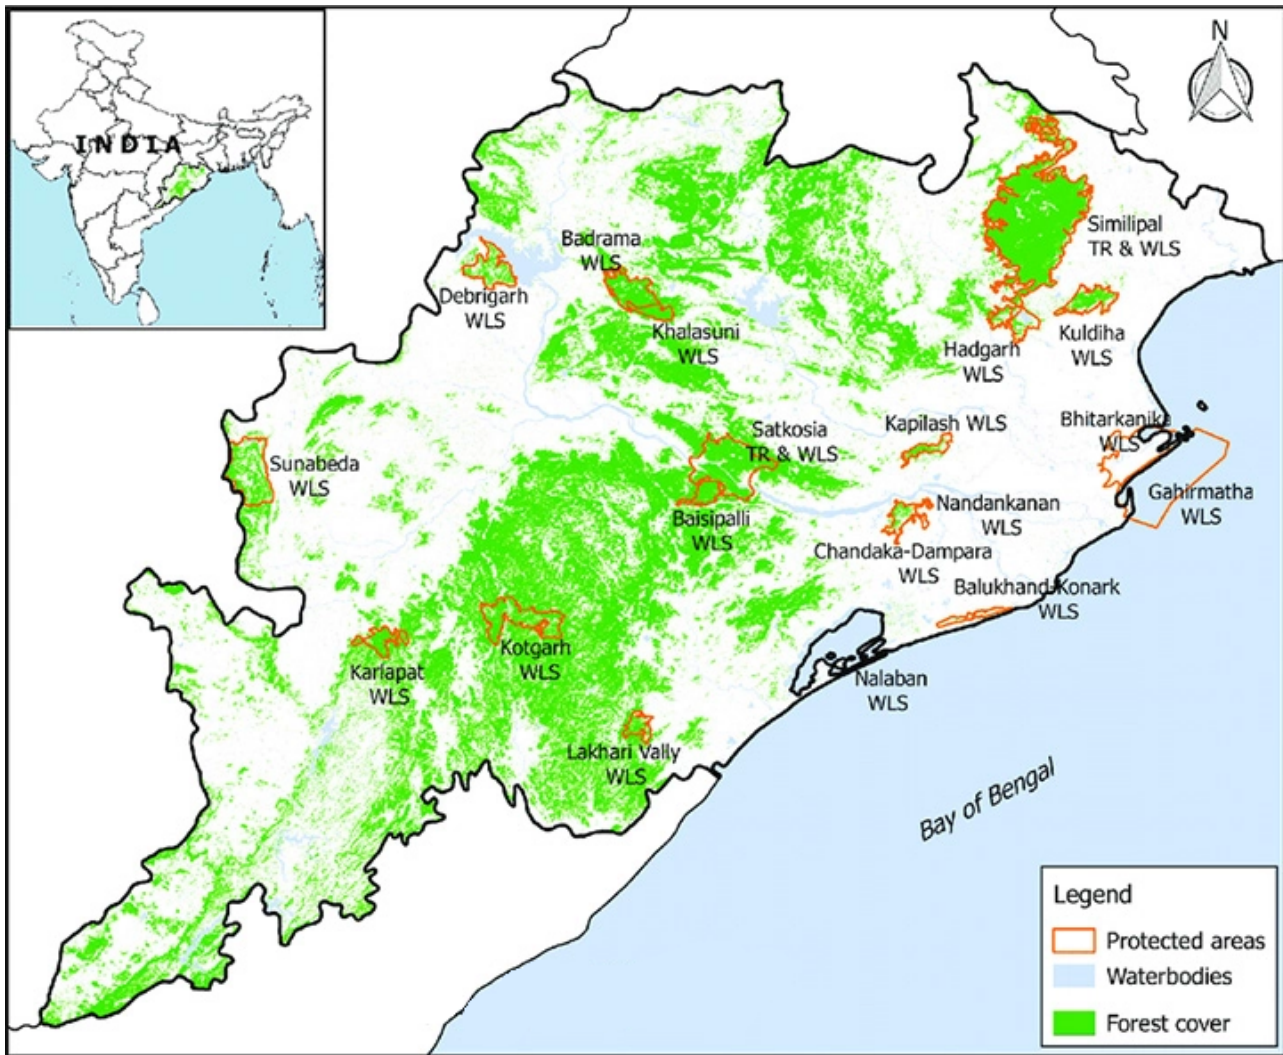 INDIA
N
Similipal
TR & WLS
Badrama
WLS
Debrigarh
WLS
Khalasuni
WLS
Hadgarh
WLS
Kuldiha
WLS
Satkosia
TR & WLS
Kapilash WLS
Bhitarkanika
WLS
Sunabeda
WLS
Gahirmatha
WLS
Baisipalli
WLS
Nandankanan
WLS
Chandaka-Dampara
WLS
Balukhand-Konark
WLS
Kotgarh
WLS
Karlapat
WLS
Nalaban
WLS
Lakhari Vally
WLS
Bay of Bengal
Legend
Protected areas
Waterbodies
Forest cover